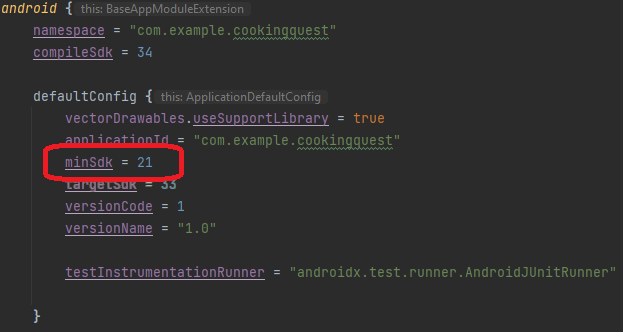 android { this: BaseAppModuleExtension
namespace = "com.example.cookingquest"
compileSdk = 34
defaultConfig { this: ApplicationDefaultConfig
vectorDrawables.useSupportLibrary = true
applicationId = "com.example.cookingquest"
minSdk = 21
targetSdk = 33
versionCode = 1
versionName = "1.0"
testInstrumentationRunner = "androidx.test.runner.AndroidJUnitRunner"
}